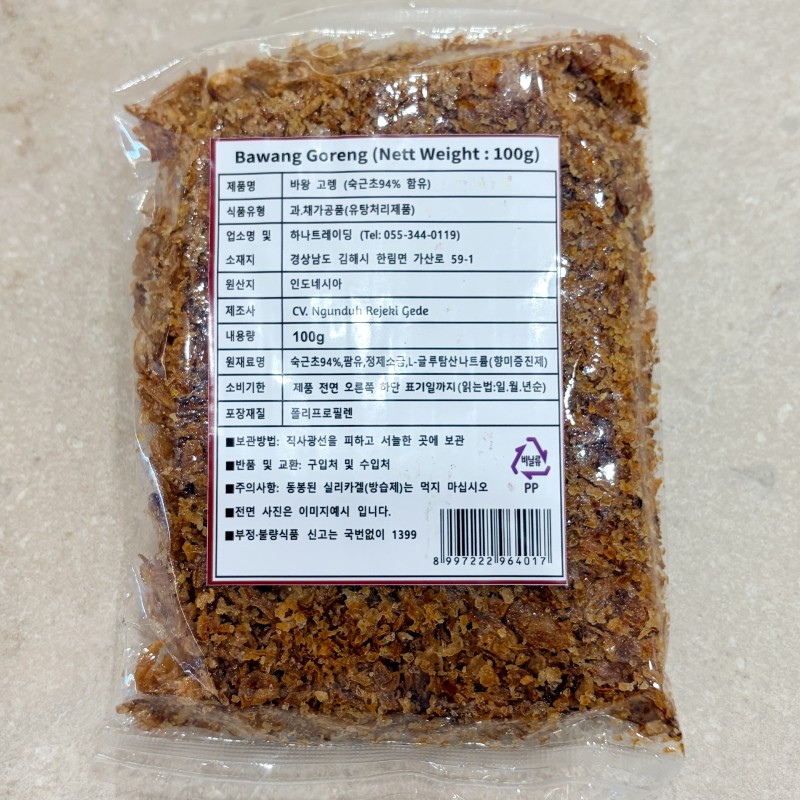 Bawang Goreng (Nett Weight : 100g)
제품명 바왕 고렝 (숙근초94% 함유)
식품유형 과.채가공품(유탕처리제품)
업소명 및 하나트레이딩 (Tel: 055-344-0119)
소재지 경상남도 김해시 한림면 가산로 59-1
원산지 인도네시아
제조사 CV. Ngunduh Rejeki Gede
내용량 100g
원재료명 숙근초94%,팜유,정제소금,L-글루탐산나트륨(향미증진제)
소비기한 제품 전면 오른쪽 하단 표기일까지(읽는법:일.월.년순)
포장재질 폴리프로필렌
■보관방법: 직사광선을 피하고 서늘한 곳에 보관
■반품 및 교환: 구입처 및 수입처
■주의사항: 동봉된 실리카겔(방습제)는 먹지 마십시오
■전면 사진은 이미지예시 입니다.
■부정·불량식품 신고는 국번없이 1399
비닐류
PP
8 997222 964017